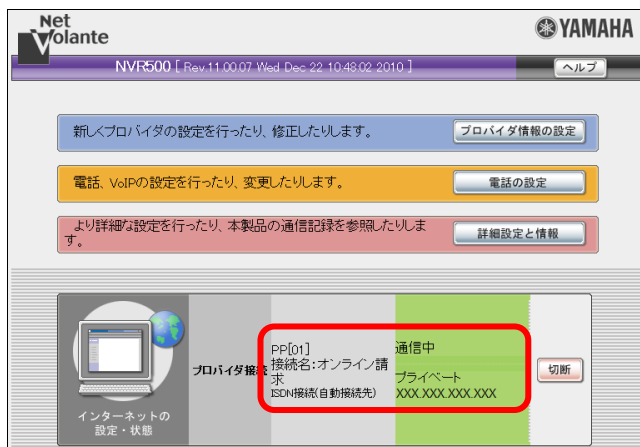 Net
Volante
YAMAHA
NVR500 [ Rev.11.00.07 Wed Dec 22 10:48:02 2010 ]
ヘルプ
新しくプロバイダの設定を行ったり、修正したりします。
プロバイダ情報の設定
電話、VoIPの設定を行ったり、変更したりします。
電話の設定
より詳細な設定を行ったり、本製品の通信記録を参照したりしま
す。
詳細設定と情報
インターネットの
設定・状態
プロバイダ接続
PP[01]
接続名:オンライン請
求
ISDN接続(自動接続先)
通信中
プライベート
XXX.XXX.XXX.XXX
切断